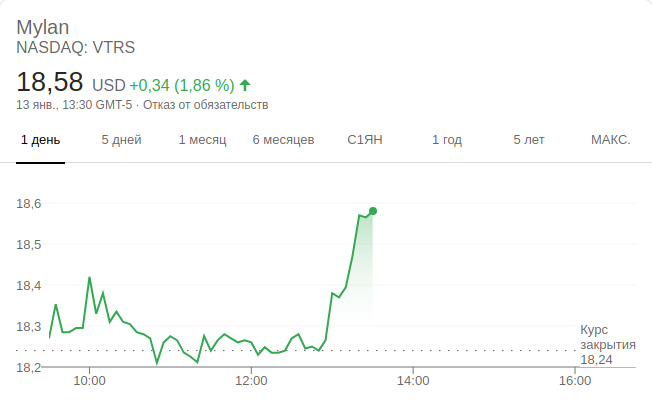 Mylan
NASDAQ: VTRS
18,58 USD +0,34 (1,86 %)
13 янв., 13:30 GMT-5 · Отказ от обязательств
1 день 5 дней 1 месяц 6 месяцев С1ЯН 1 год 5 лет МАКС.
18,6
18,5
18,4
18,3
18,2
Курс
закрытия
18,24
10:00 12:00 14:00 16:00